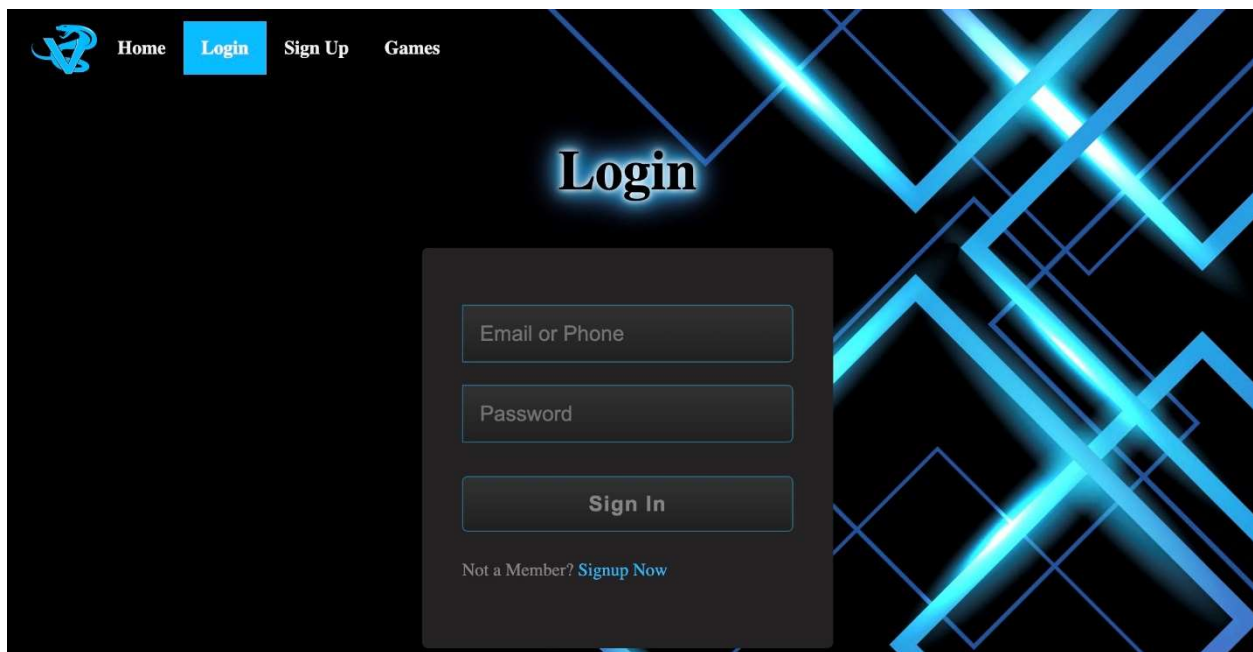 Home Login Sign Up Games
Login
Email or Phone
Password
Sign In
Not a Member? Signup Now